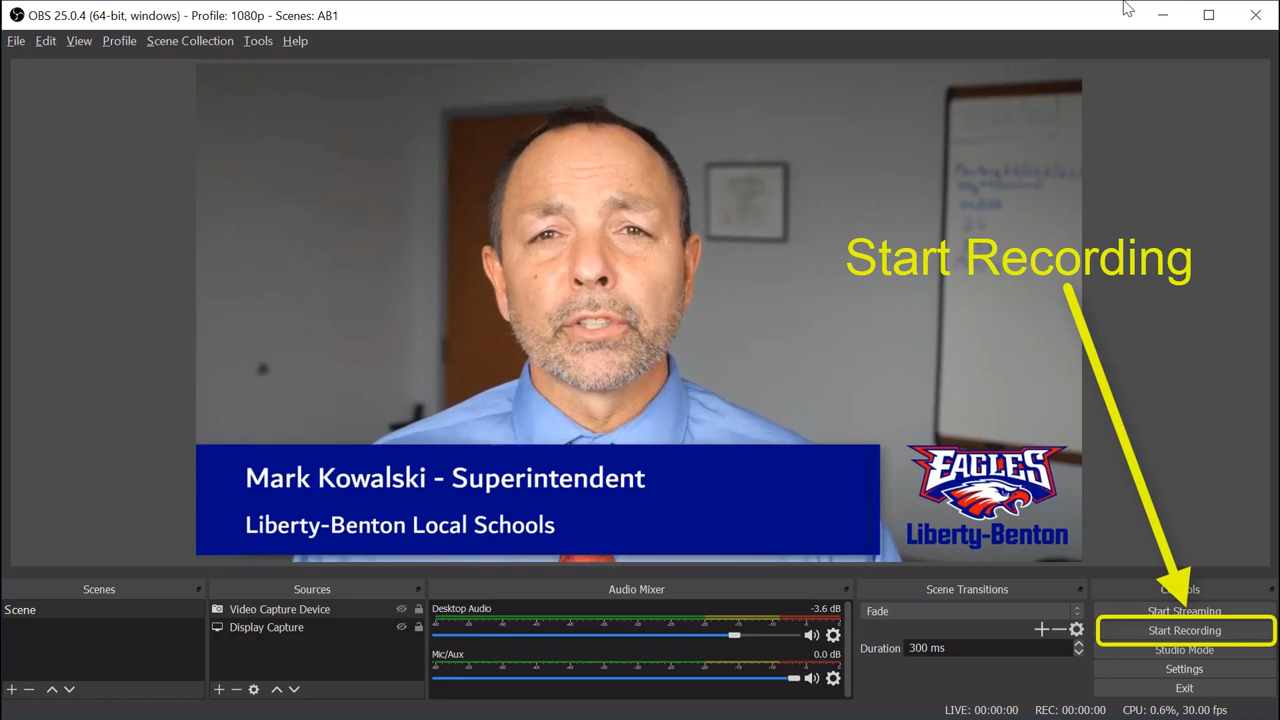 OBS 25.0.4 (64-bit, windows) - Profile: 1080p - Scenes: AB1
File Edit View Profile Scene Collection Tools Help
Start Recording
Mark Kowalski - Superintendent
Liberty-Benton Local Schools
EAGLES
Liberty-Benton
Scenes
Scene
Sources
Video Capture Device
Display Capture
Audio Mixer
Desktop Audio -3.6 dB
Mic/Aux 0.0 dB
Scene Transitions
Fade
Duration 300 ms
Controls
Start Streaming
Start Recording
Studio Mode
Settings
Exit
LIVE: 00:00:00 REC: 00:00:00 CPU: 0.6%, 30.00 fps